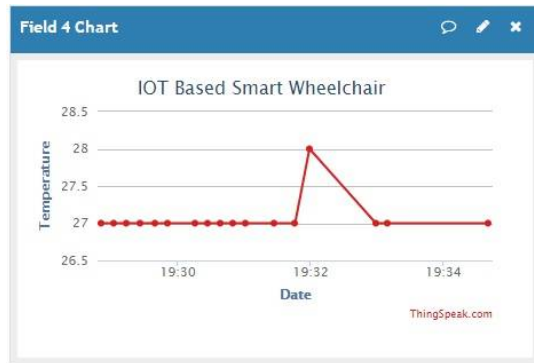 Field 4 Chart
IOT Based Smart Wheelchair
28.5
28
27.5
27
26.5
Temperature
19:30 19:32 19:34
Date
ThingSpeak.com